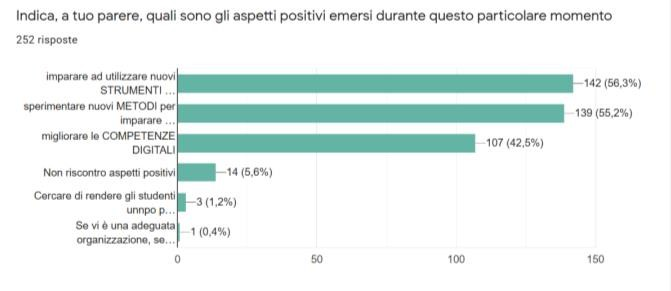 Indica, a tuo parere, quali sono gli aspetti positivi emersi durante questo particolare momento
252 risposte
imparare ad utilizzare nuovi
STRUMENTI ...
142 (56,3%)
sperimentare nuovi METODI per
imparare ...
139 (55,2%)
migliorare le COMPETENZE
DIGITALI
107 (42,5%)
Non riscontro aspetti positivi
14 (5,6%)
Cercare di rendere gli studenti
unnpo p...
3 (1,2%)
Se vi è una adeguata
organizzazione, se...
1 (0,4%)
0 50 100 150